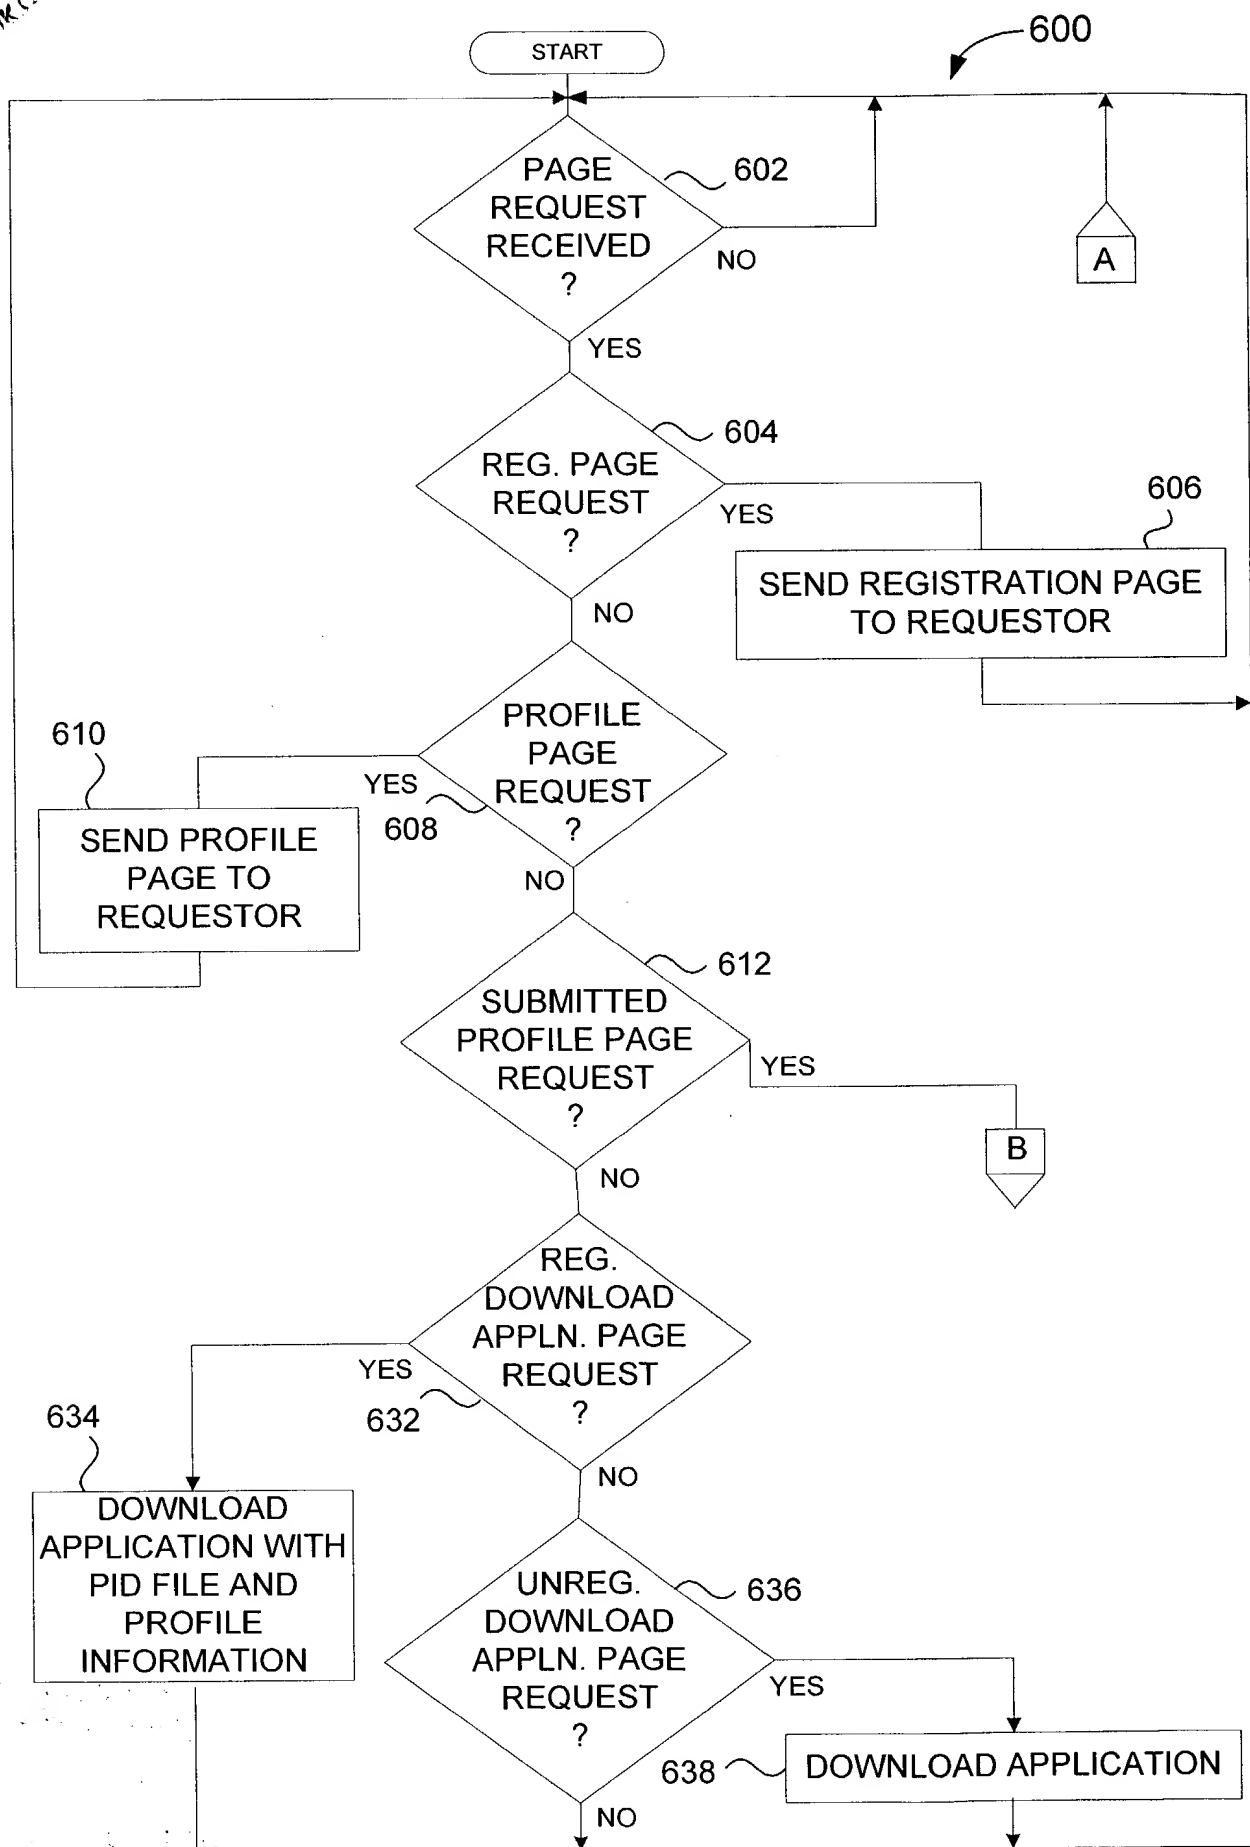 START
600
PAGE
REQUEST
RECEIVED
?
602
NO
A
YES
604
REG. PAGE
REQUEST
?
YES
606
SEND REGISTRATION PAGE
TO REQUESTOR
NO
PROFILE
PAGE
REQUEST
?
610
YES
608
SEND PROFILE
PAGE TO
REQUESTOR
NO
612
SUBMITTED
PROFILE PAGE
REQUEST
?
YES
B
NO
REG.
DOWNLOAD
APPLN. PAGE
REQUEST
?
YES
632
634
NO
DOWNLOAD
APPLICATION WITH
PID FILE AND
PROFILE
INFORMATION
UNREG.
DOWNLOAD
APPLN. PAGE
REQUEST
?
636
YES
638
DOWNLOAD APPLICATION
NO